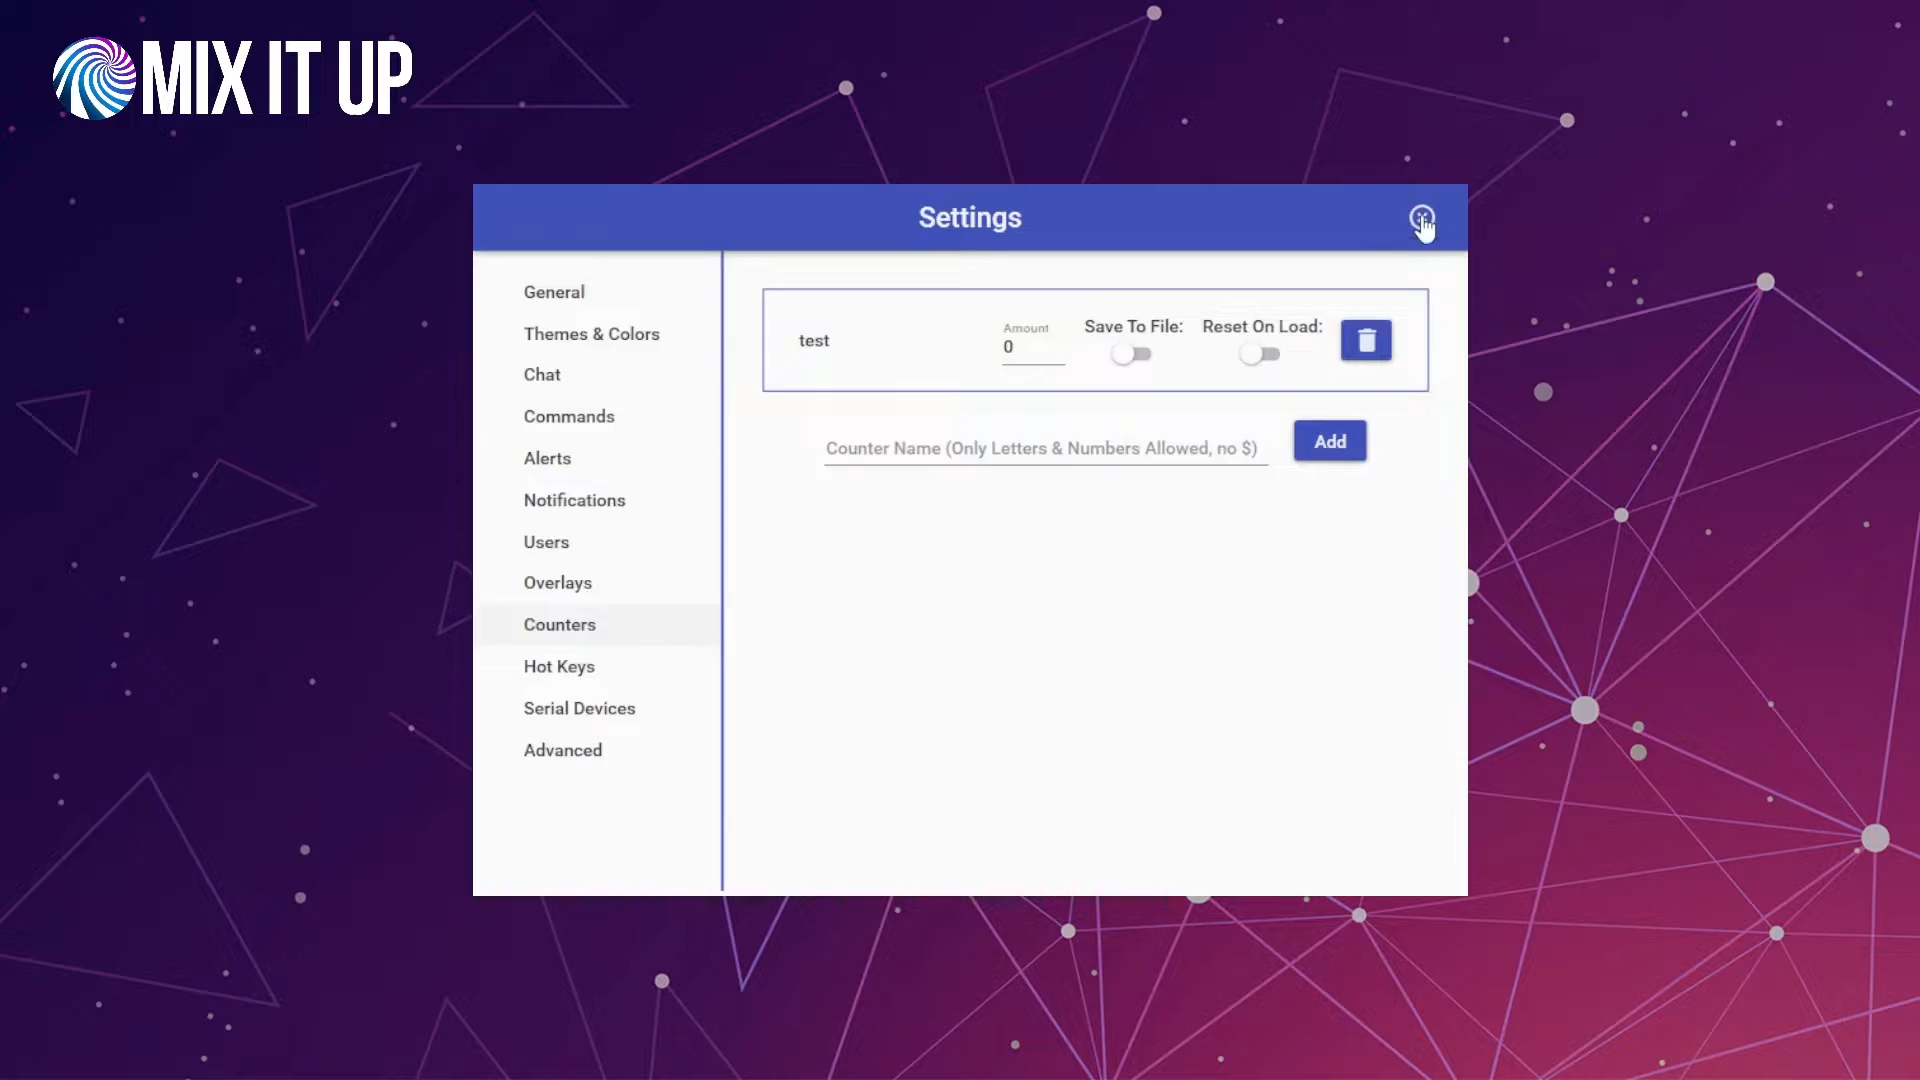 MIX IT UP
Settings
General
Themes & Colors
Chat
Commands
Alerts
Notifications
Users
Overlays
Counters
Hot Keys
Serial Devices
Advanced
test
Amount
0
Save To File:
Reset On Load:
Counter Name (Only Letters & Numbers Allowed, no $)
Add